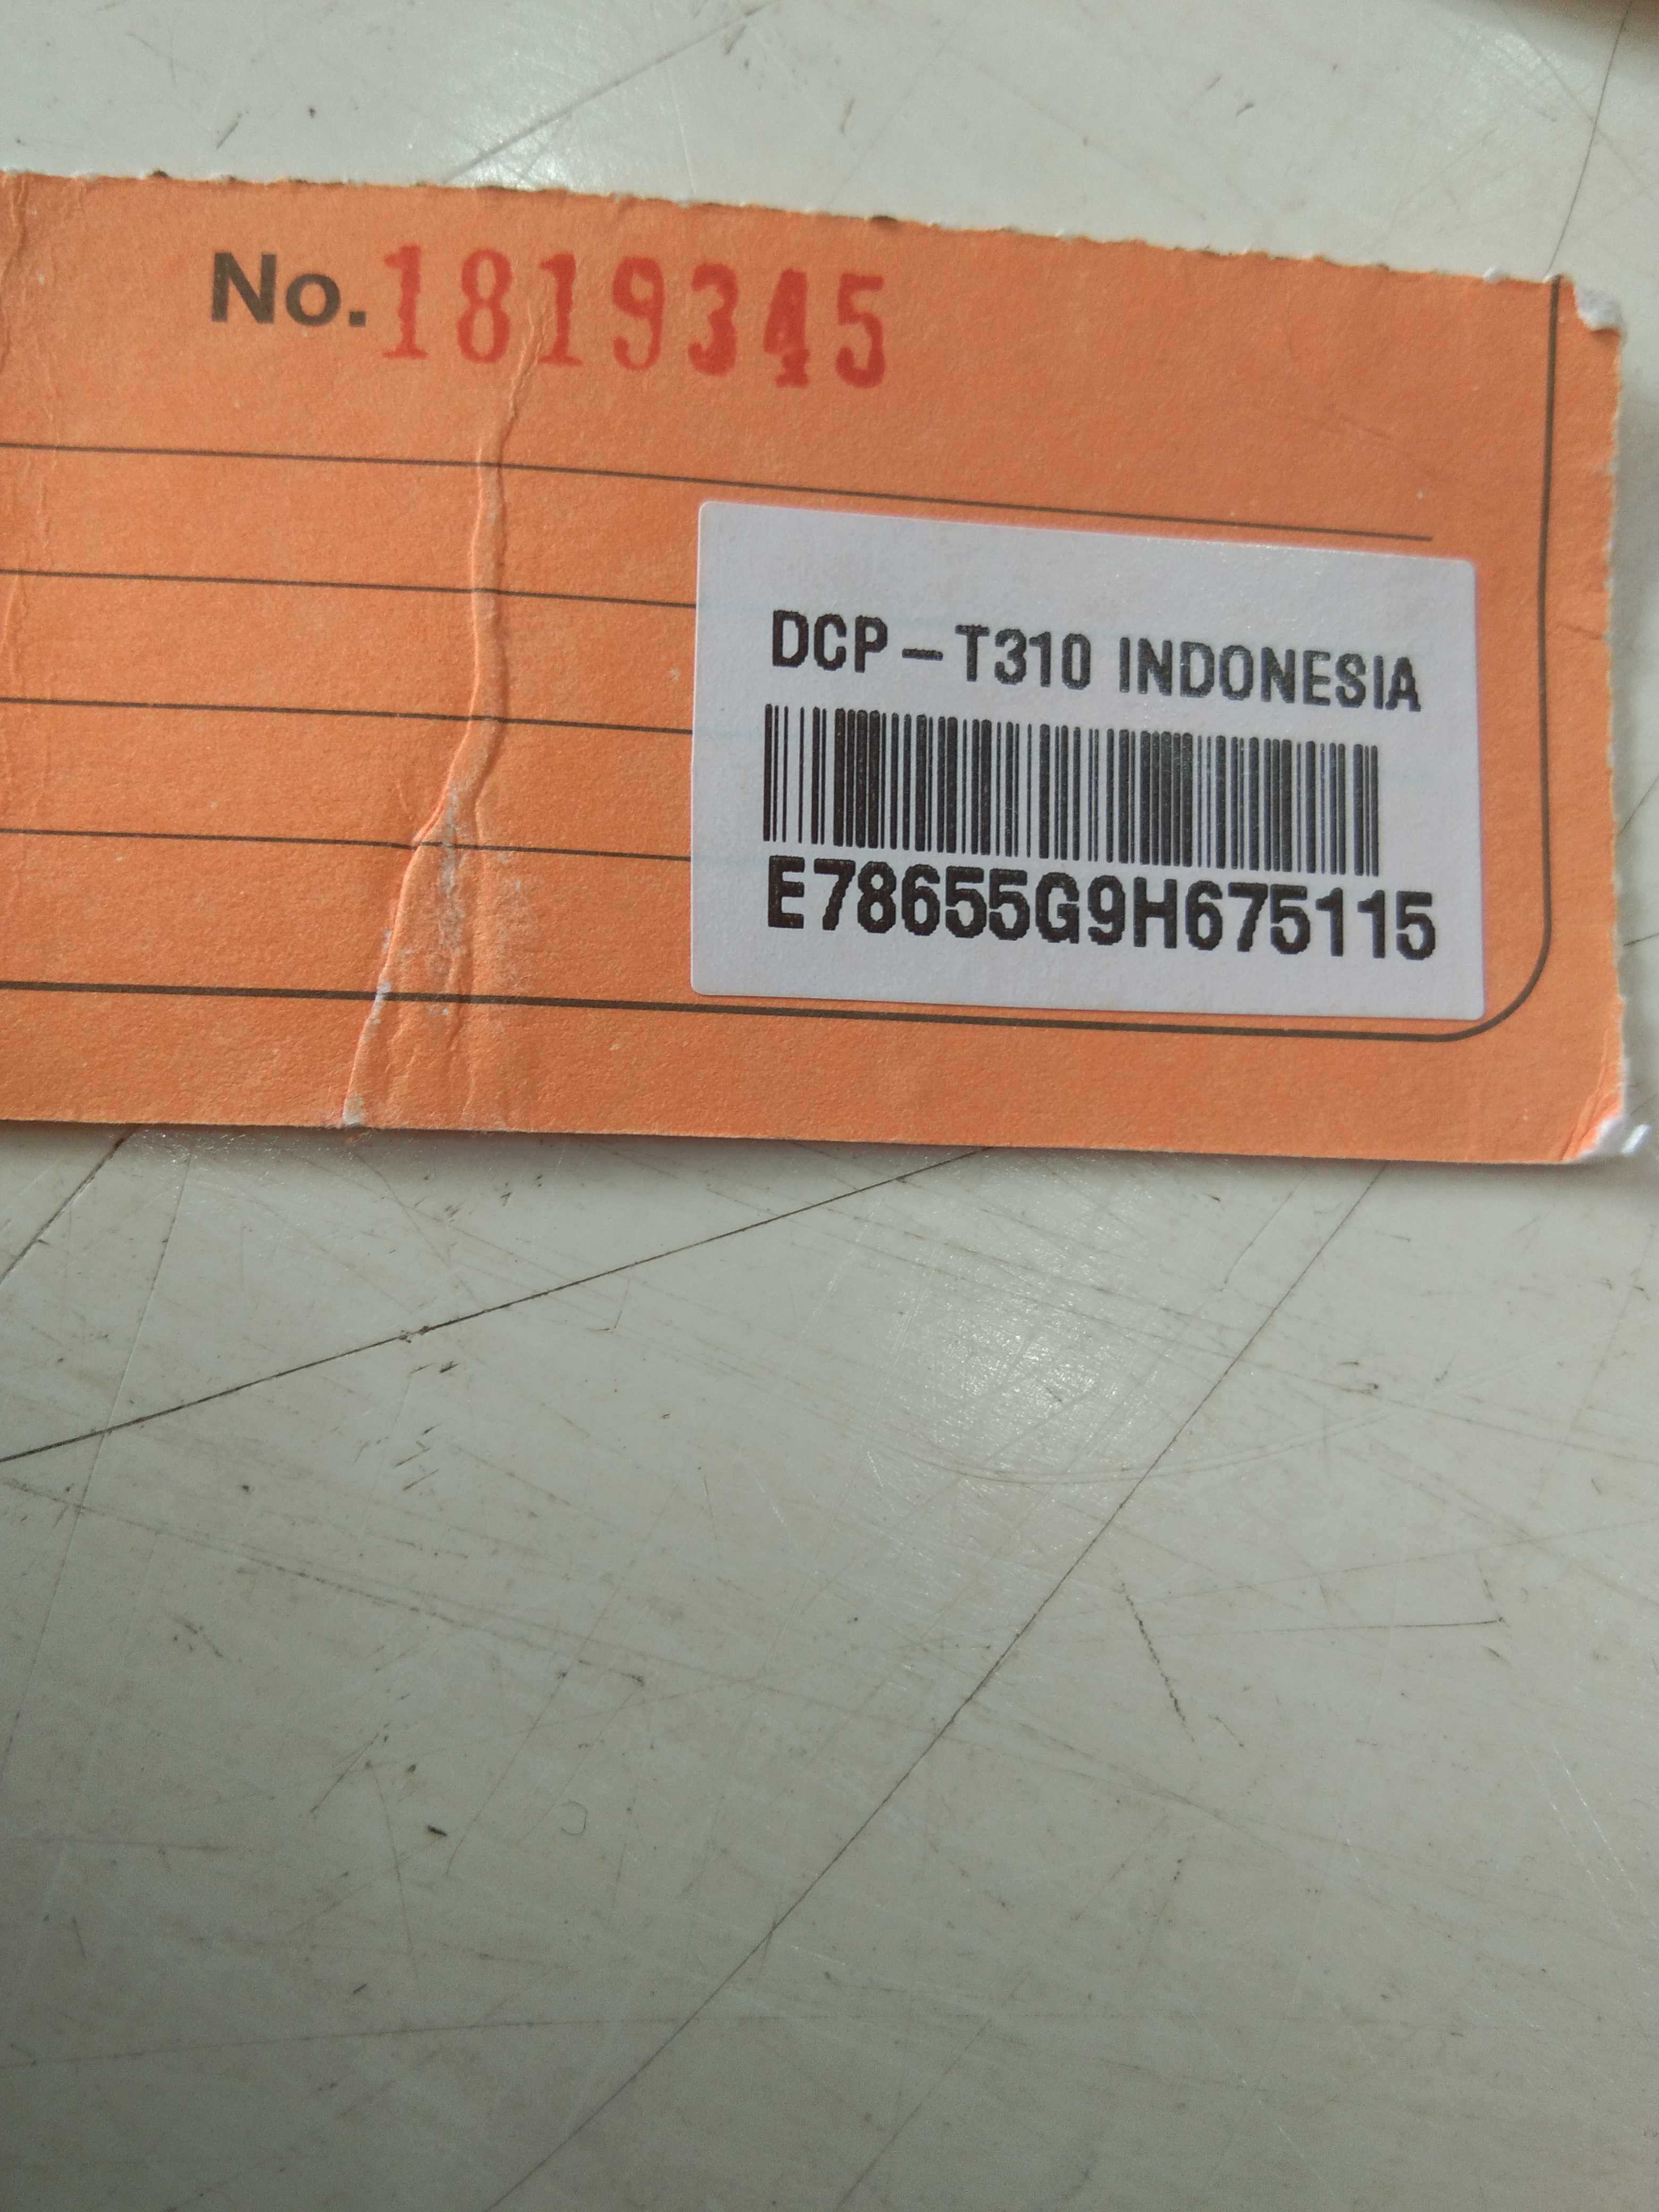 No. 1819345
DCP-T310 INDONESIA
E78655G9H675115